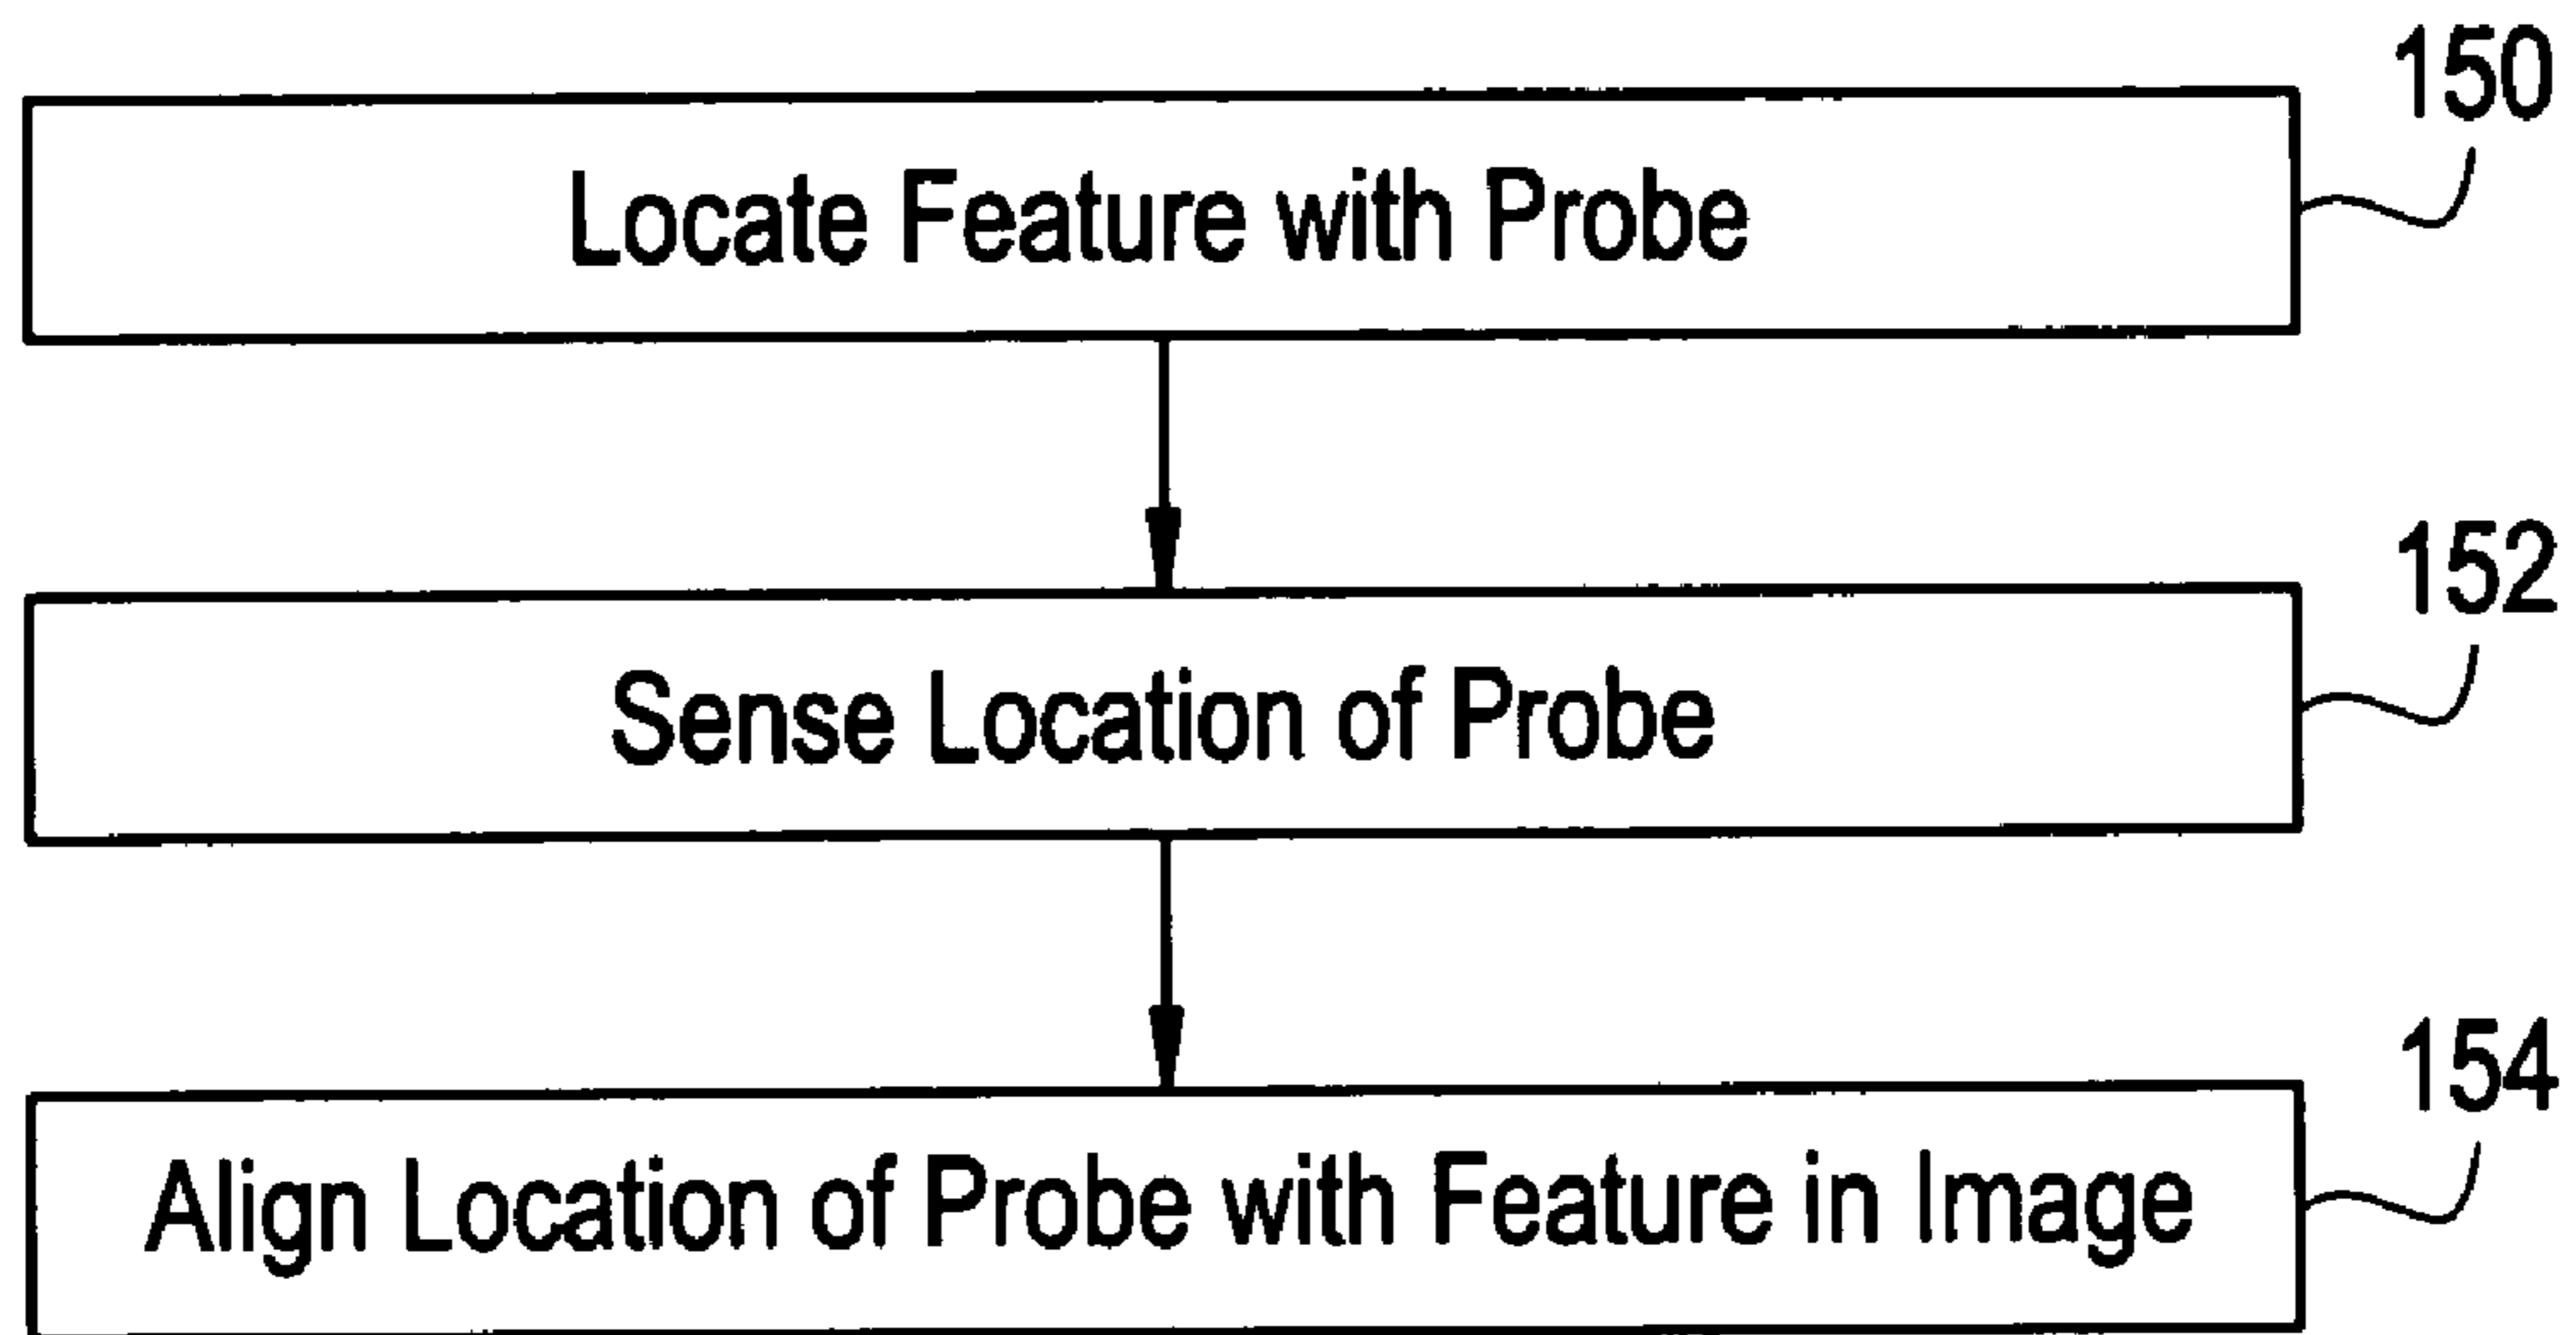 150
Locate Feature with Probe
152
Sense Location of Probe
154
Align Location of Probe with Feature in Image